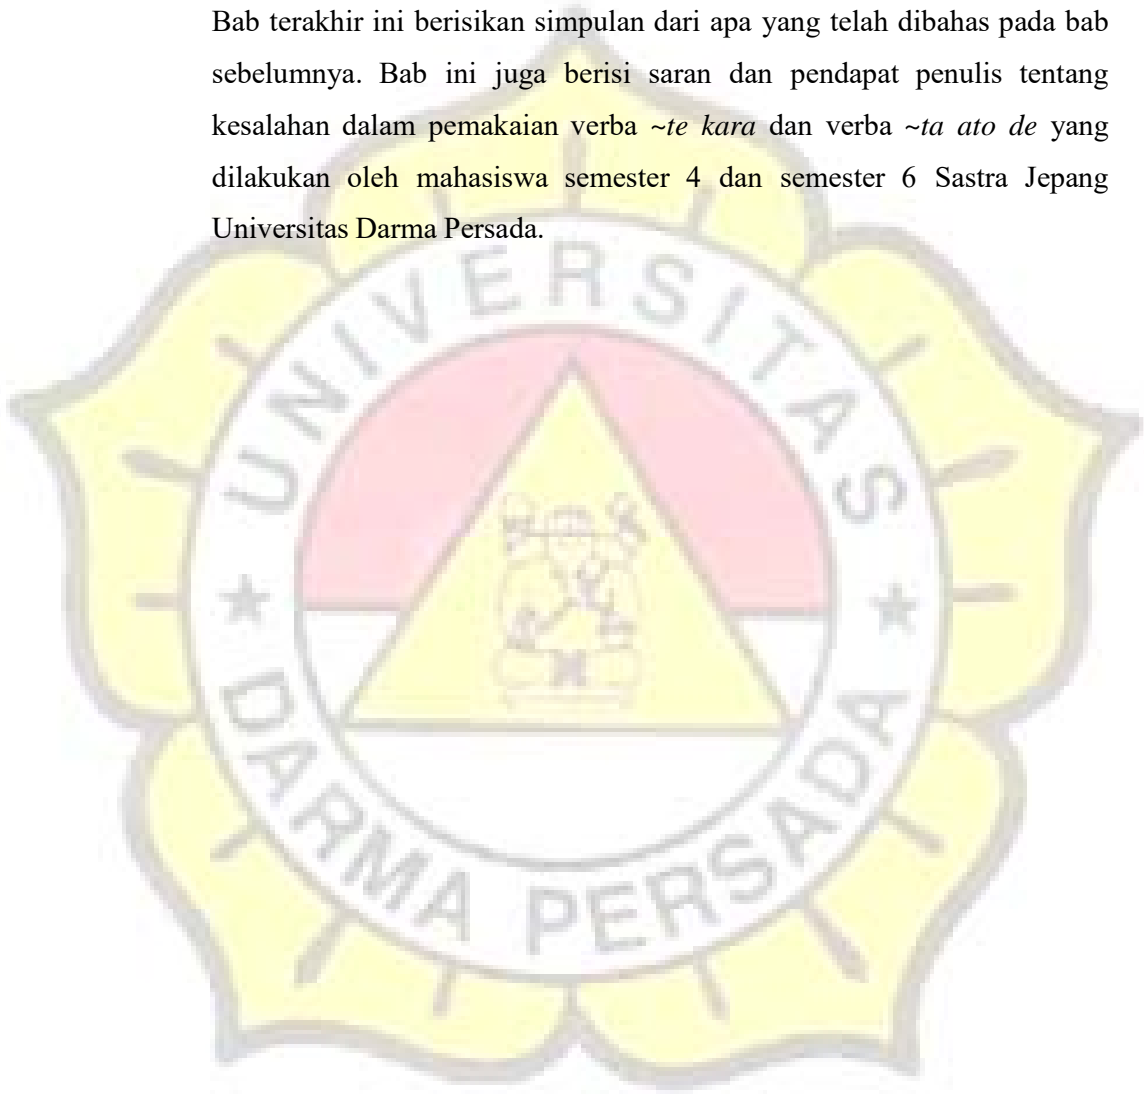 Bab terakhir ini berisikan simpulan dari apa yang telah dibahas pada bab
sebelumnya. Bab ini juga berisi saran dan pendapat penulis tentang
kesalahan dalam pemakaian verba ~te kara dan verba ~ta ato de yang
dilakukan oleh mahasiswa semester 4 dan semester 6 Sastra Jepang
Universitas Darma Persada.
UNIVERSITAS
DARMA PERSADA